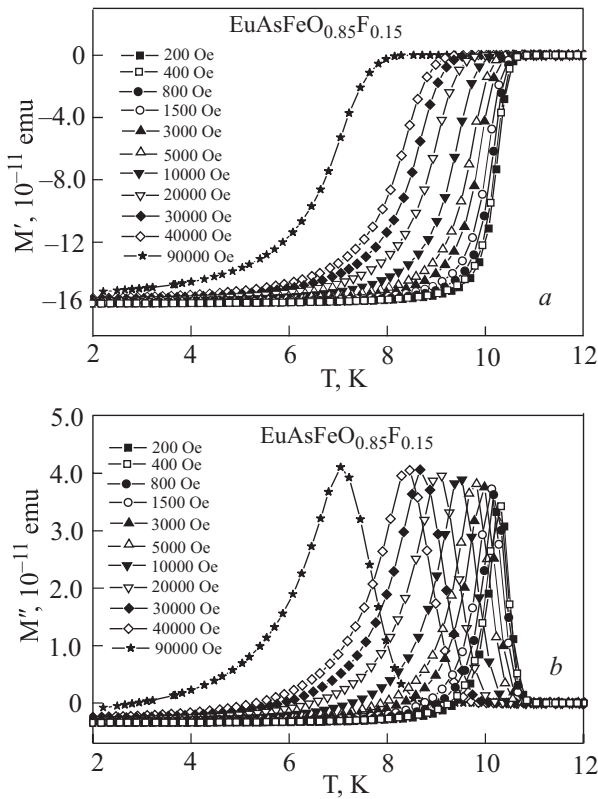 EuAsFeO0.85F0.15
200 Oe
400 Oe
800 Oe
1500 Oe
3000 Oe
5000 Oe
10000 Oe
20000 Oe
30000 Oe
40000 Oe
90000 Oe
M′, 10–11 emu
0
–4.0
–8.0
–12
–16
a
2 4 6 8 10 12
T, K
5.0
EuAsFeO0.85F0.15
200 Oe
400 Oe
800 Oe
1500 Oe
3000 Oe
5000 Oe
10000 Oe
20000 Oe
30000 Oe
40000 Oe
90000 Oe
M″, 10–11 emu
4.0
3.0
2.0
1.0
0
b
2 4 6 8 10 12
T, K